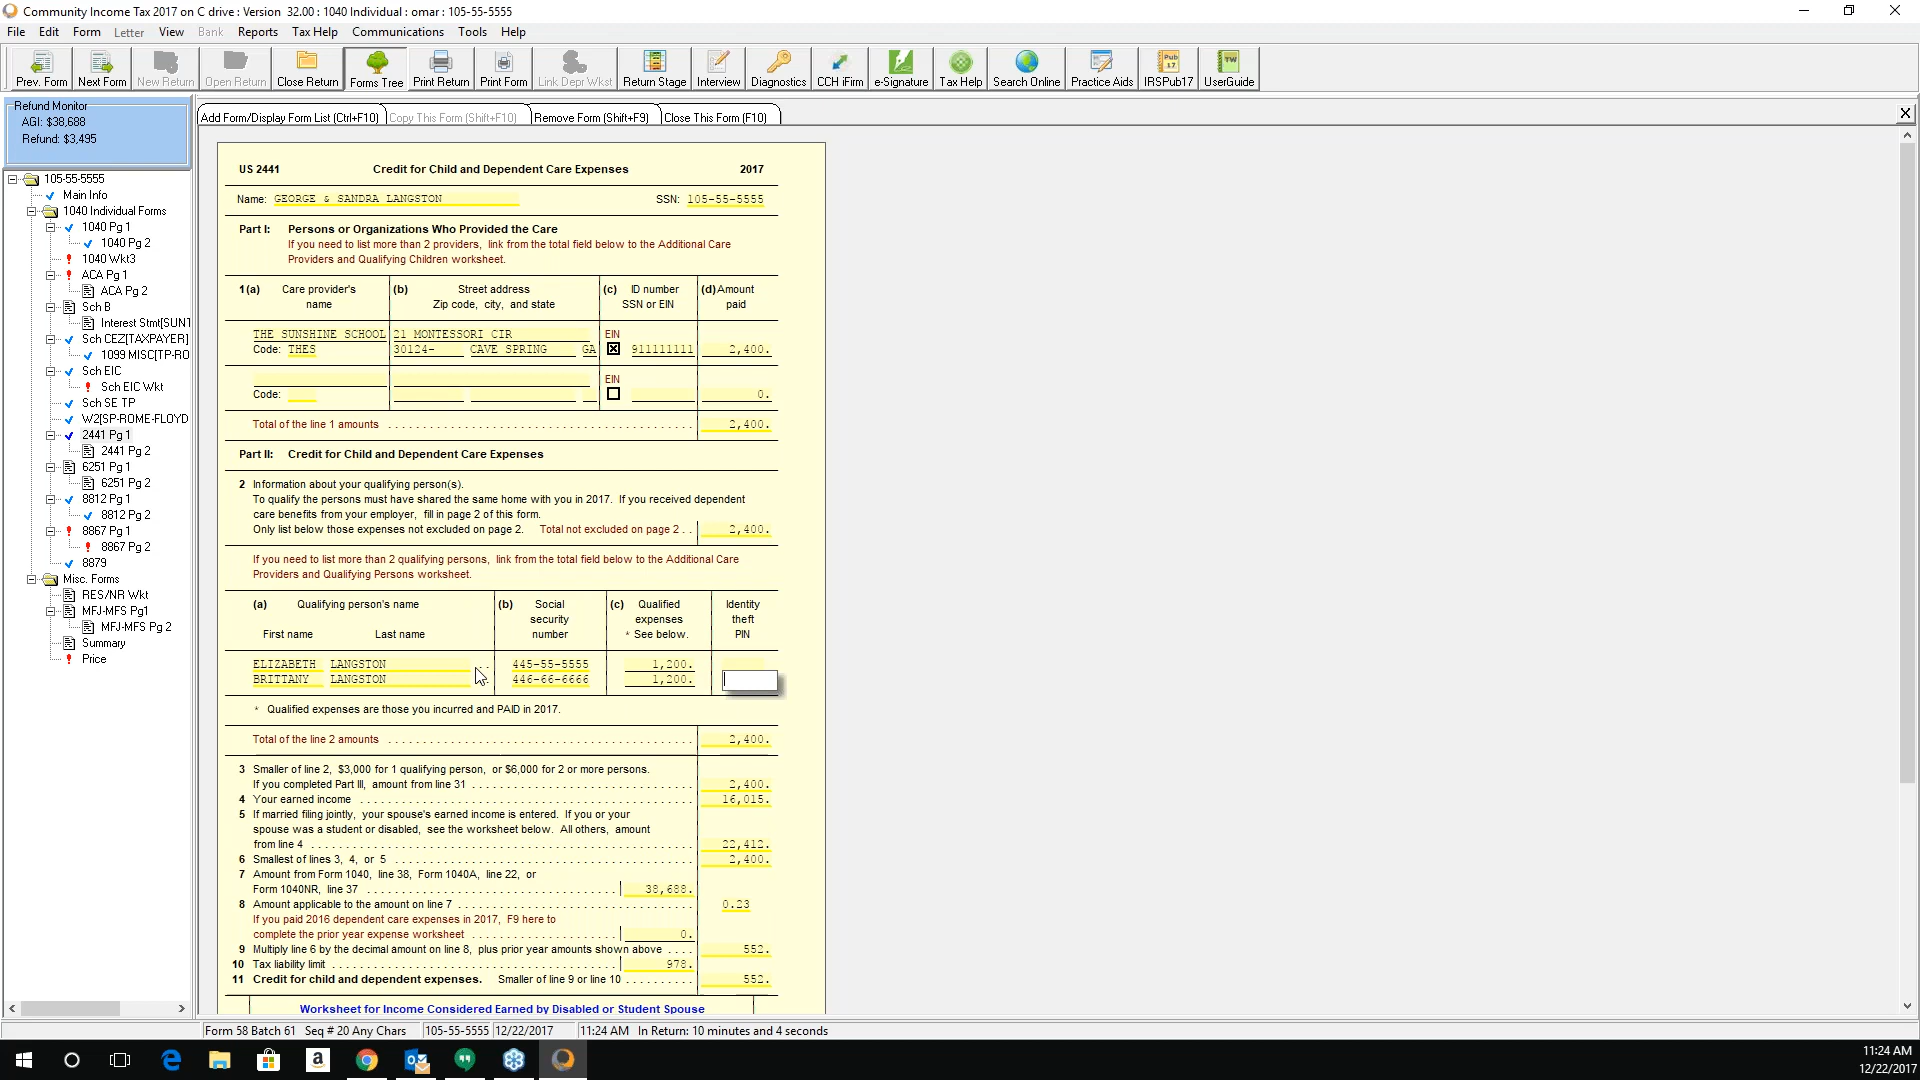 Community Income Tax 2017 on C drive : Version 32.00 : 1040 Individual : omar : 105-55-5555
File Edit Form Letter View Bank Reports Tax Help Communications Tools Help
Prev. Form Next Form New Return Open Return Close Return Forms Tree Print Return Print Form Link Depr Wkst Return Stage Interview Diagnostics CCH iFirm e-Signature Tax Help Search Online Practice Aids IRSPub17 UserGuide
Refund Monitor
AGI: $38,688
Refund: $3,495
105-55-5555
Main Info
1040 Individual Forms
1040 Pg 1
1040 Pg 2
1040 Wkt3
ACA Pg 1
ACA Pg 2
Sch B
Interest Stmt[SUNT
Sch CEZ[TAXPAYER]
1099 MISC[TP-RO
Sch EIC
Sch EIC Wkt
Sch SE TP
W2[SP-ROME-FLOYD
2441 Pg 1
2441 Pg 2
6251 Pg 1
6251 Pg 2
8812 Pg 1
8812 Pg 2
8867 Pg 1
8867 Pg 2
8879
Misc. Forms
RES/NR Wkt
MFJ-MFS Pg1
MFJ-MFS Pg 2
Summary
Price
Add Form/Display Form List (Ctrl+F10) Copy This Form (Shift+F10) Remove Form (Shift+F9) Close This Form (F10)
US 2441 Credit for Child and Dependent Care Expenses 2017
Name: GEORGE & SANDRA LANGSTON SSN: 105-55-5555
Part I: Persons or Organizations Who Provided the Care
If you need to list more than 2 providers, link from the total field below to the Additional Care
Providers and Qualifying Children worksheet.
1(a) Care provider's (b) Street address (c) ID number (d)Amount
name Zip code, city, and state SSN or EIN paid
THE SUNSHINE SCHOOL 21 MONTESSORI CIR EIN
Code: THES 30124- CAVE SPRING GA 911111111 2,400.
EIN
Code: 0.
Total of the line 1 amounts 2,400.
Part II: Credit for Child and Dependent Care Expenses
2 Information about your qualifying person(s).
To qualify the persons must have shared the same home with you in 2017. If you received dependent
care benefits from your employer, fill in page 2 of this form.
Only list below those expenses not excluded on page 2. Total not excluded on page 2 . . 2,400.
If you need to list more than 2 qualifying persons, link from the total field below to the Additional Care
Providers and Qualifying Persons worksheet.
(a) Qualifying person's name (b) Social (c) Qualified Identity
security expenses theft
First name Last name number * See below. PIN
ELIZABETH LANGSTON 445-55-5555 1,200.
BRITTANY LANGSTON 446-66-6666 1,200.
* Qualified expenses are those you incurred and PAID in 2017.
Total of the line 2 amounts 2,400.
3 Smaller of line 2, $3,000 for 1 qualifying person, or $6,000 for 2 or more persons.
If you completed Part III, amount from line 31 2,400.
4 Your earned income 16,015.
5 If married filing jointly, your spouse's earned income is entered. If you or your
spouse was a student or disabled, see the worksheet below. All others, amount
from line 4 22,412.
6 Smallest of lines 3, 4, or 5 2,400.
7 Amount from Form 1040, line 38, Form 1040A, line 22, or
Form 1040NR, line 37 38,688.
8 Amount applicable to the amount on line 7 0.23
If you paid 2016 dependent care expenses in 2017, F9 here to
complete the prior year expense worksheet 0.
9 Multiply line 6 by the decimal amount on line 8, plus prior year amounts shown above 552.
10 Tax liability limit 978.
11 Credit for child and dependent expenses. Smaller of line 9 or line 10 552.
Worksheet for Income Considered Earned by Disabled or Student Spouse
Form 58 Batch 61 Seq # 20 Any Chars 105-55-5555 12/22/2017 11:24 AM In Return: 10 minutes and 4 seconds
11:24 AM
12/22/2017